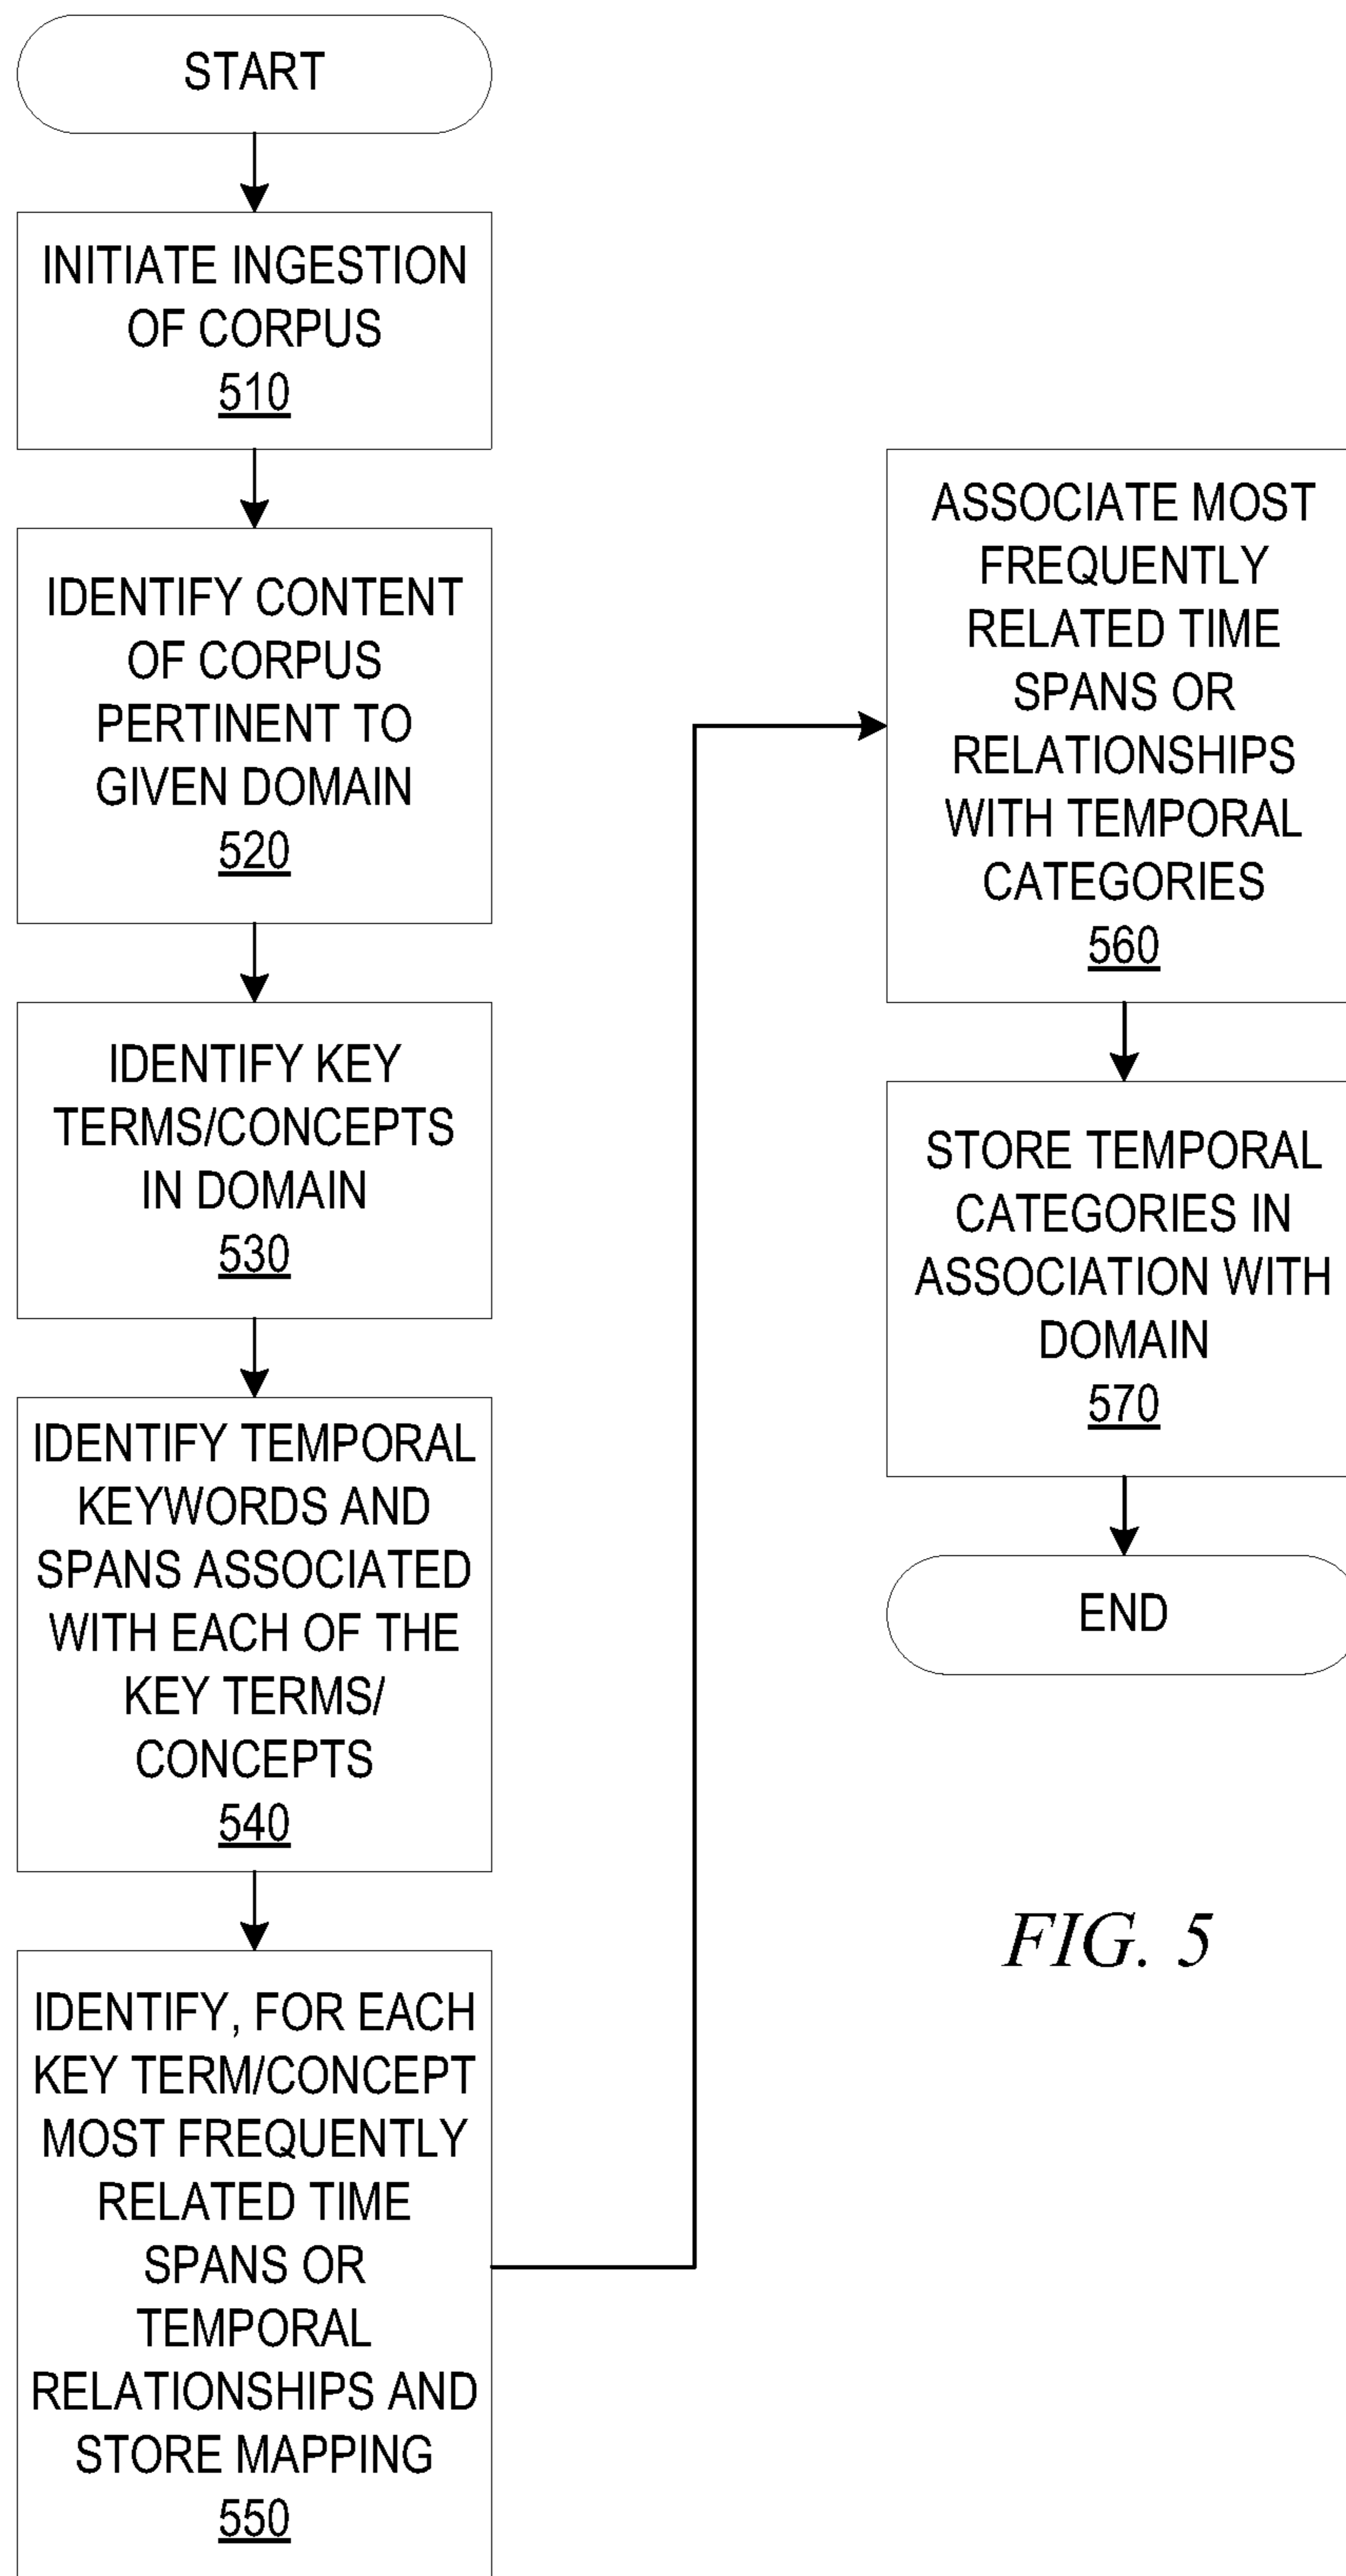 START
INITIATE INGESTION
OF CORPUS
510
IDENTIFY CONTENT
OF CORPUS
PERTINENT TO
GIVEN DOMAIN
520
IDENTIFY KEY
TERMS/CONCEPTS
IN DOMAIN
530
IDENTIFY TEMPORAL
KEYWORDS AND
SPANS ASSOCIATED
WITH EACH OF THE
KEY TERMS/
CONCEPTS
540
IDENTIFY, FOR EACH
KEY TERM/CONCEPT
MOST FREQUENTLY
RELATED TIME
SPANS OR
TEMPORAL
RELATIONSHIPS AND
STORE MAPPING
550
ASSOCIATE MOST
FREQUENTLY
RELATED TIME
SPANS OR
RELATIONSHIPS
WITH TEMPORAL
CATEGORIES
560
STORE TEMPORAL
CATEGORIES IN
ASSOCIATION WITH
DOMAIN
570
END
FIG. 5